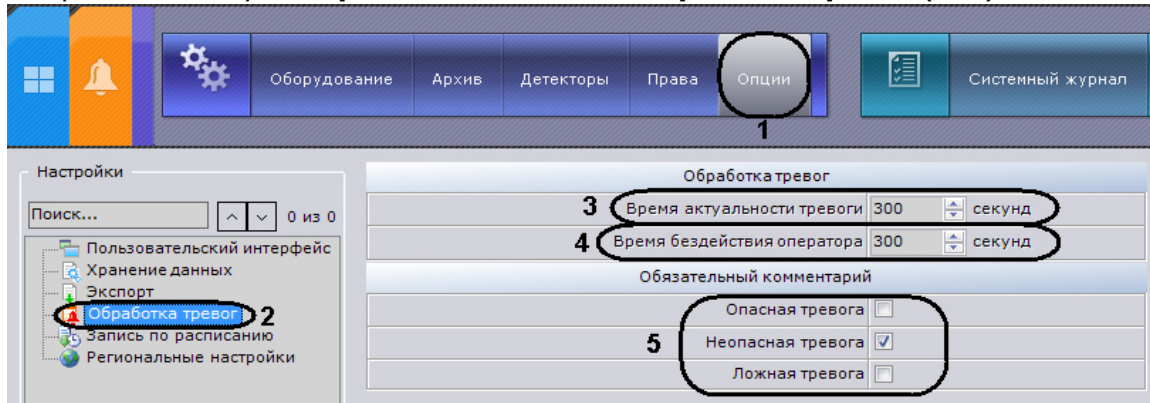 Оборудование Архив Детекторы Права Опции Системный журнал
1
Настройки
Поиск... 0 из 0
Пользовательский интерфейс
Хранение данных
Экспорт
Обработка тревог 2
Запись по расписанию
Региональные настройки
Обработка тревог
3 Время актуальности тревоги 300 секунд
4 Время бездействия оператора 300 секунд
Обязательный комментарий
Опасная тревога
5 Неопасная тревога
Ложная тревога